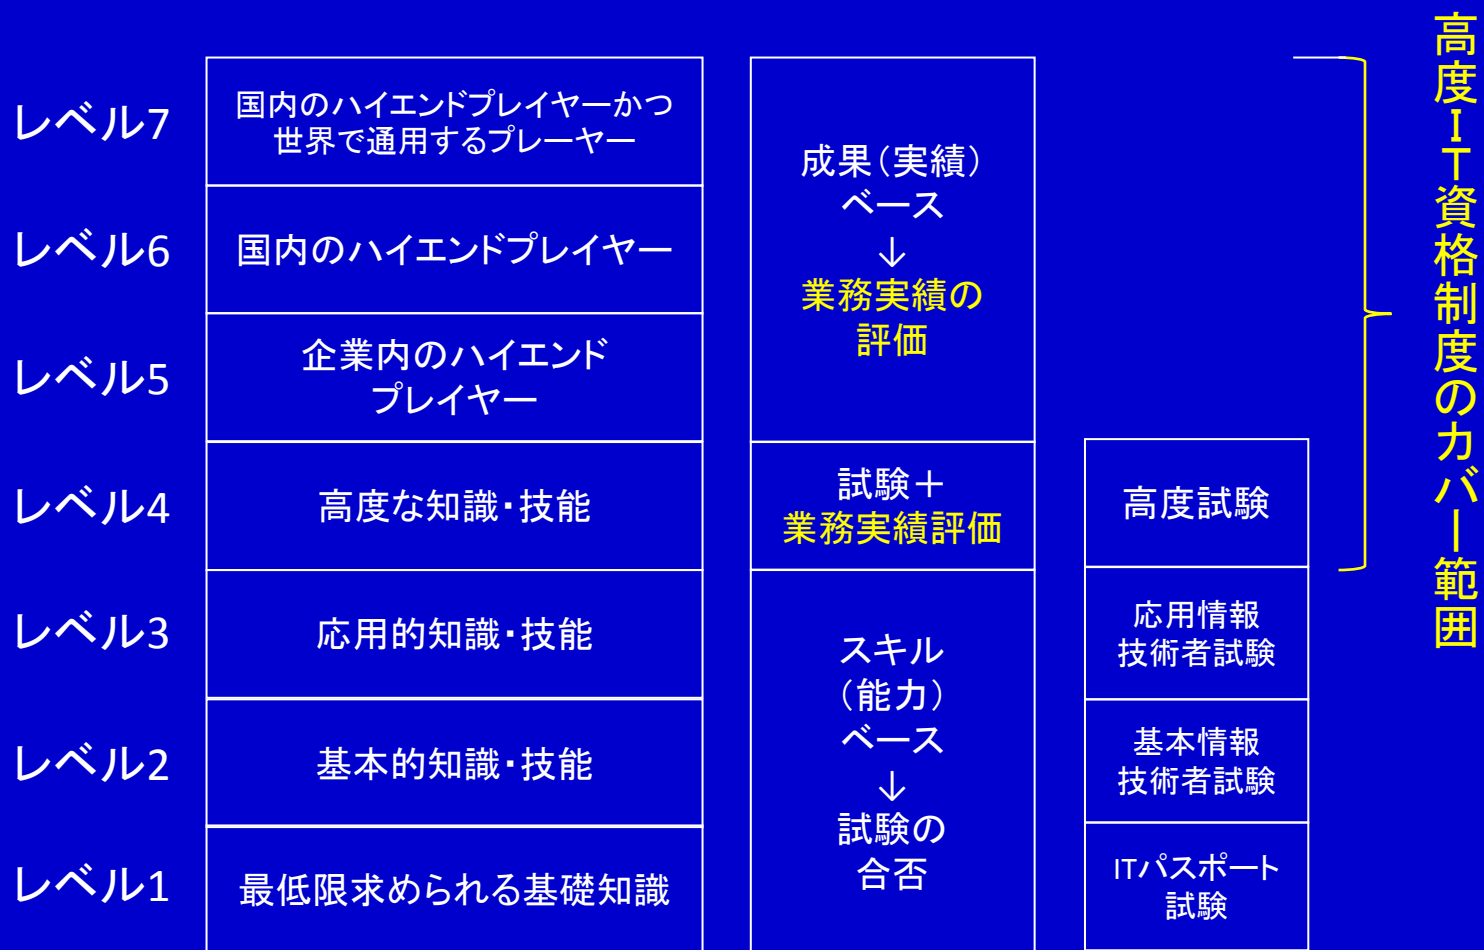 レベル7
国内のハイエンドプレイヤーかつ
世界で通用するプレーヤー
レベル6
国内のハイエンドプレイヤー
レベル5
企業内のハイエンド
プレイヤー
レベル4
高度な知識・技能
レベル3
応用的知識・技能
レベル2
基本的知識・技能
レベル1
最低限求められる基礎知識
成果(実績)
ベース
↓
業務実績の
評価
試験+
業務実績評価
スキル
(能力)
ベース
↓
試験の
合否
高度試験
応用情報
技術者試験
基本情報
技術者試験
ITパスポート
試験
高度IT資格制度のカバー範囲